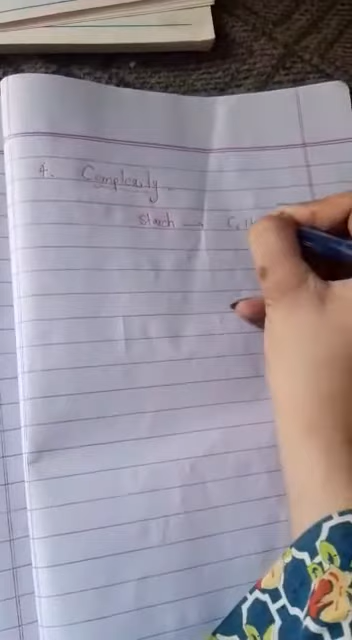 4. Complexity -
Starch → C